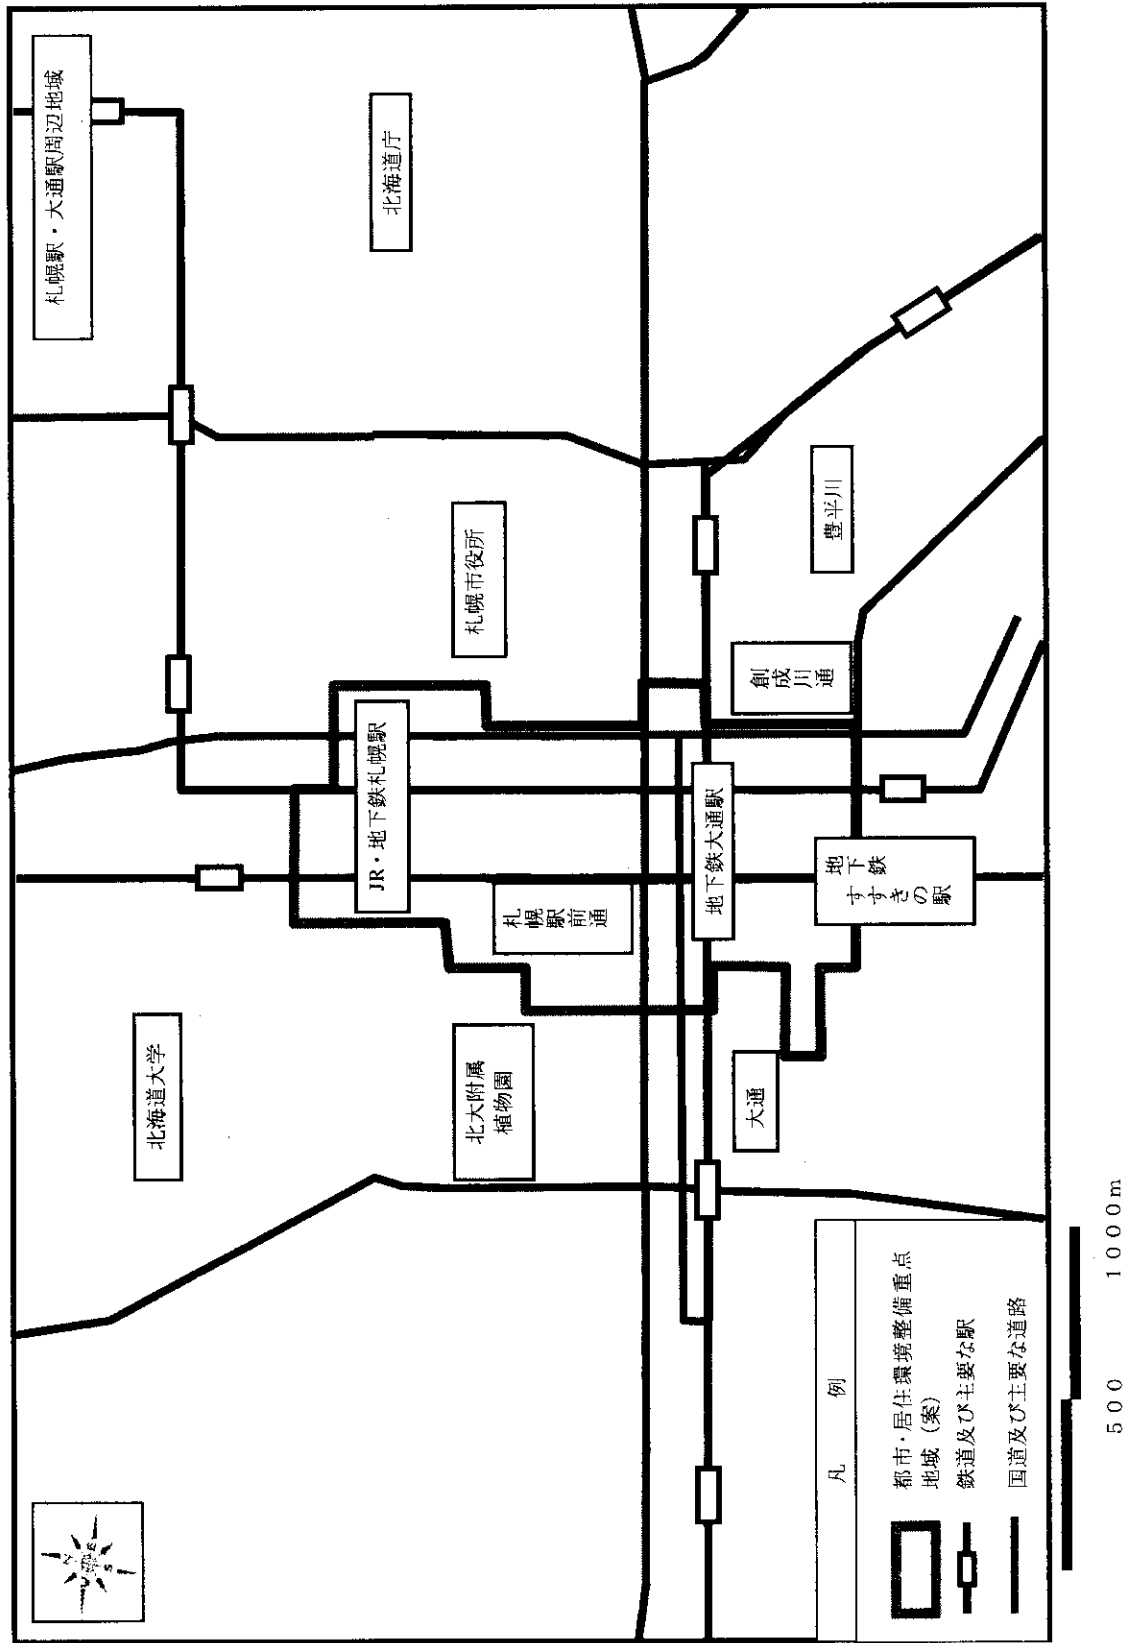 札幌駅・大通駅周辺地域
北海道庁
北海道大学
JR・地下鉄札幌駅
札幌市役所
北大附属
植物園
札幌駅前通
地下鉄大通駅
創成川通
豊平川
大通
地下鉄
すすきの駅
N
E
S
凡例
都市・居住環境整備重点
地域（案）
鉄道及び主要な駅
国道及び主要な道路
500 1000m